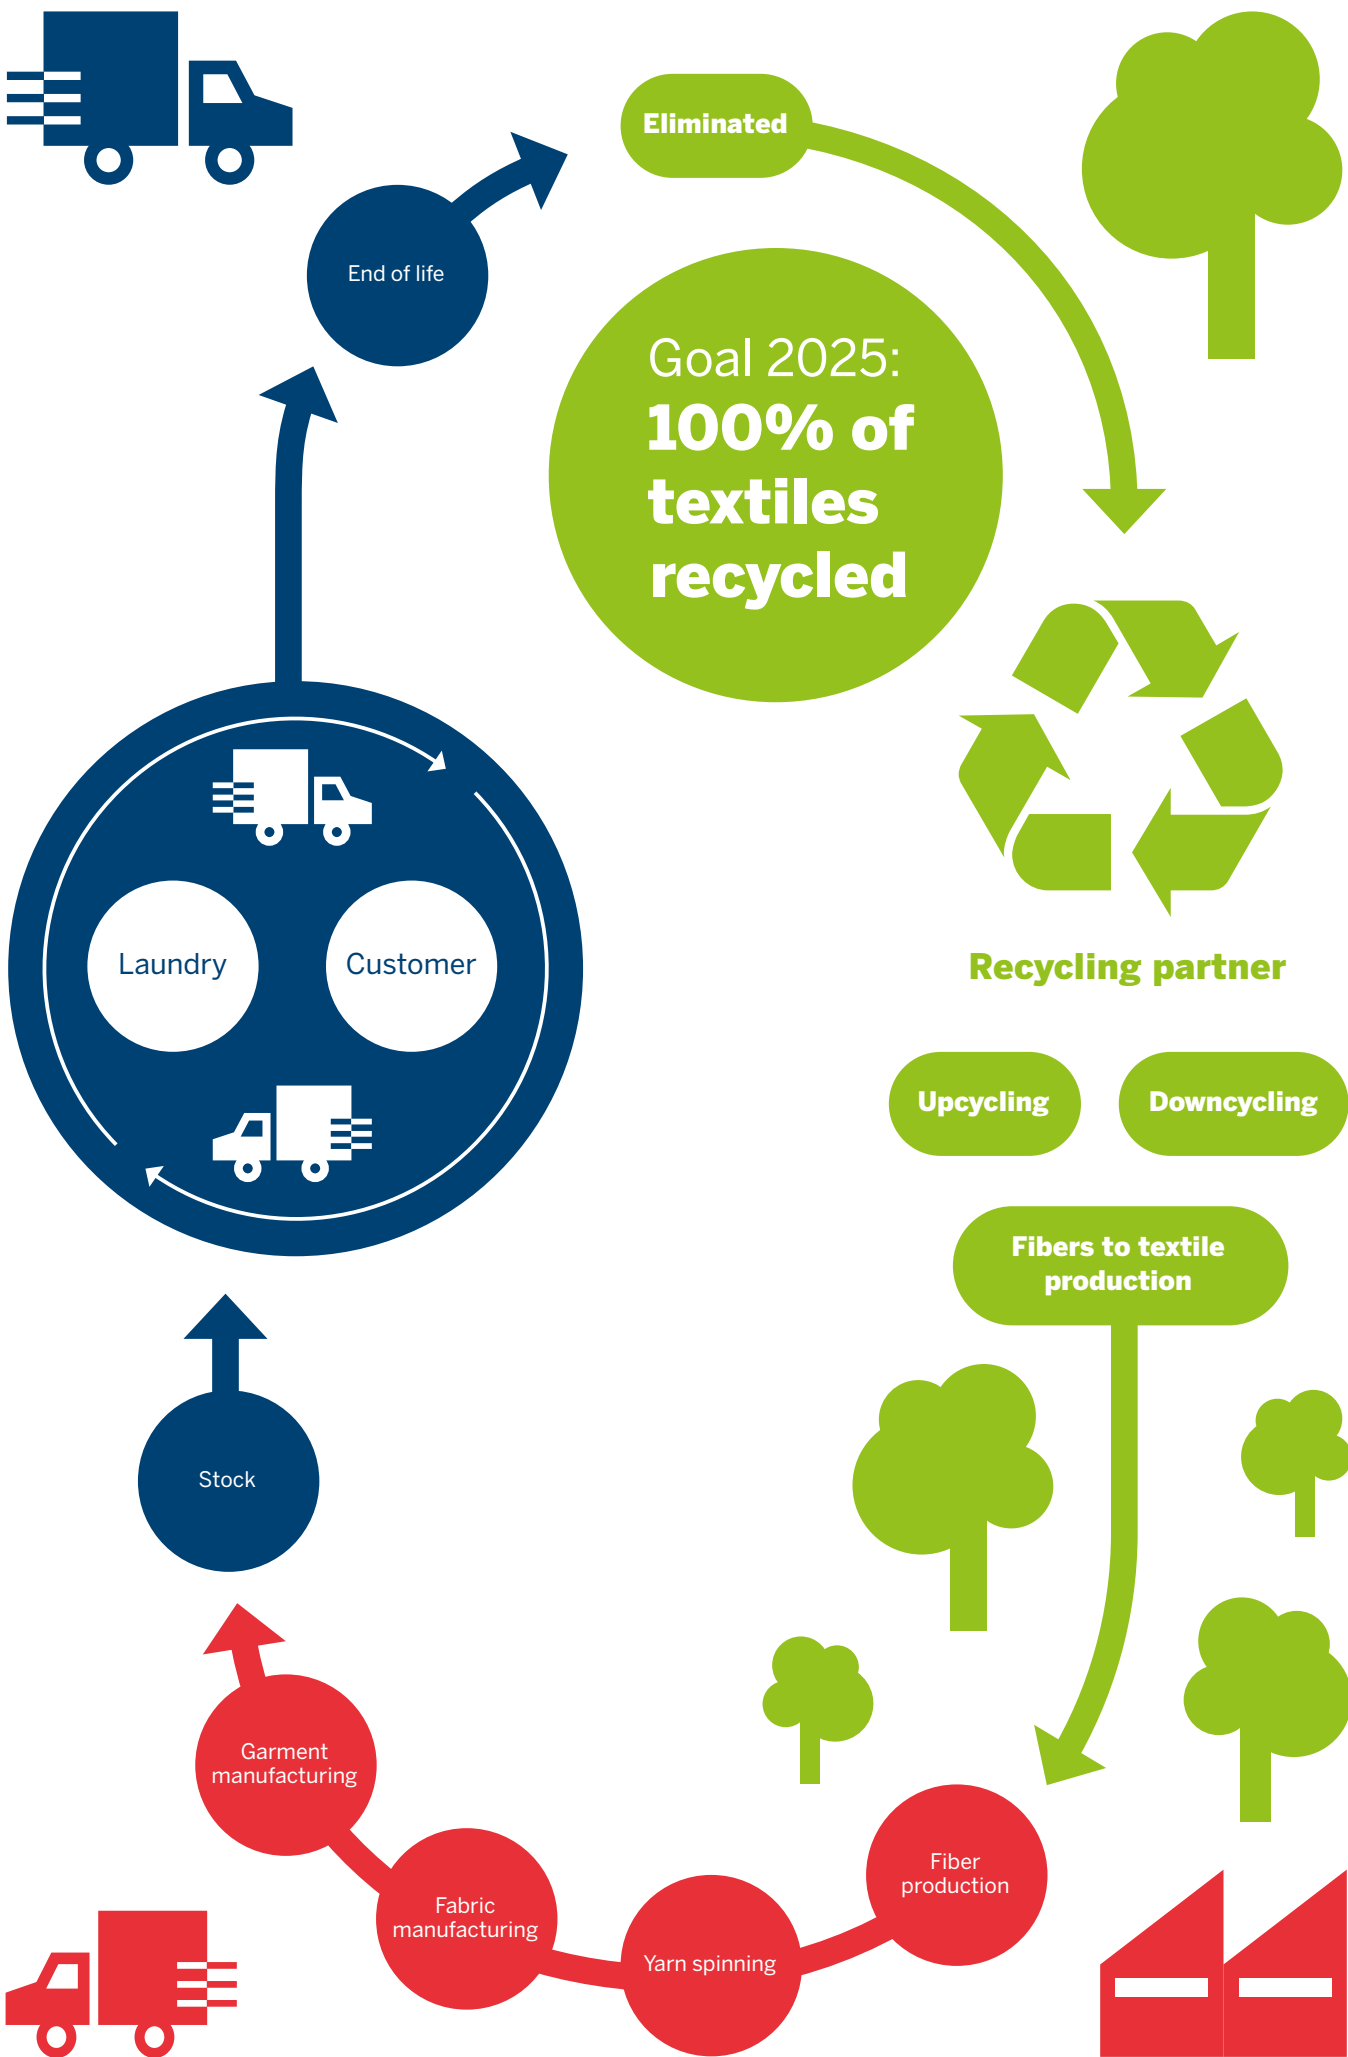 Eliminated
End of life
Goal 2025:
100% of
textiles
recycled
Laundry
Customer
Recycling partner
Upcycling
Downcycling
Fibers to textile
production
Stock
Garment
manufacturing
Fabric
manufacturing
Yarn spinning
Fiber
production